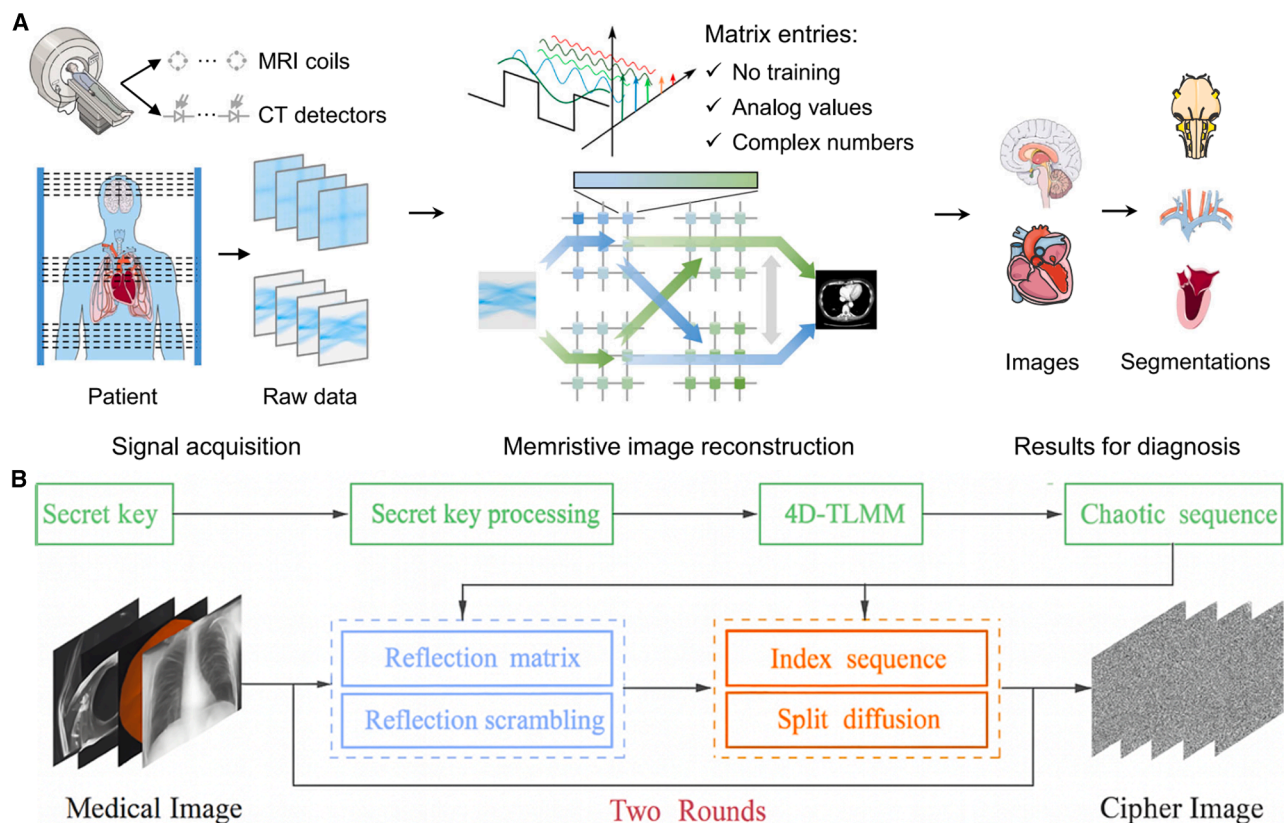 A
MRI coils
CT detectors
Matrix entries:
✓ No training
✓ Analog values
✓ Complex numbers
Patient
Raw data
Images
Segmentations
Signal acquisition
Memristive image reconstruction
Results for diagnosis
B
Secret key
Secret key processing
4D-TLMM
Chaotic sequence
Reflection matrix
Reflection scrambling
Index sequence
Split diffusion
Medical Image
Two Rounds
Cipher Image